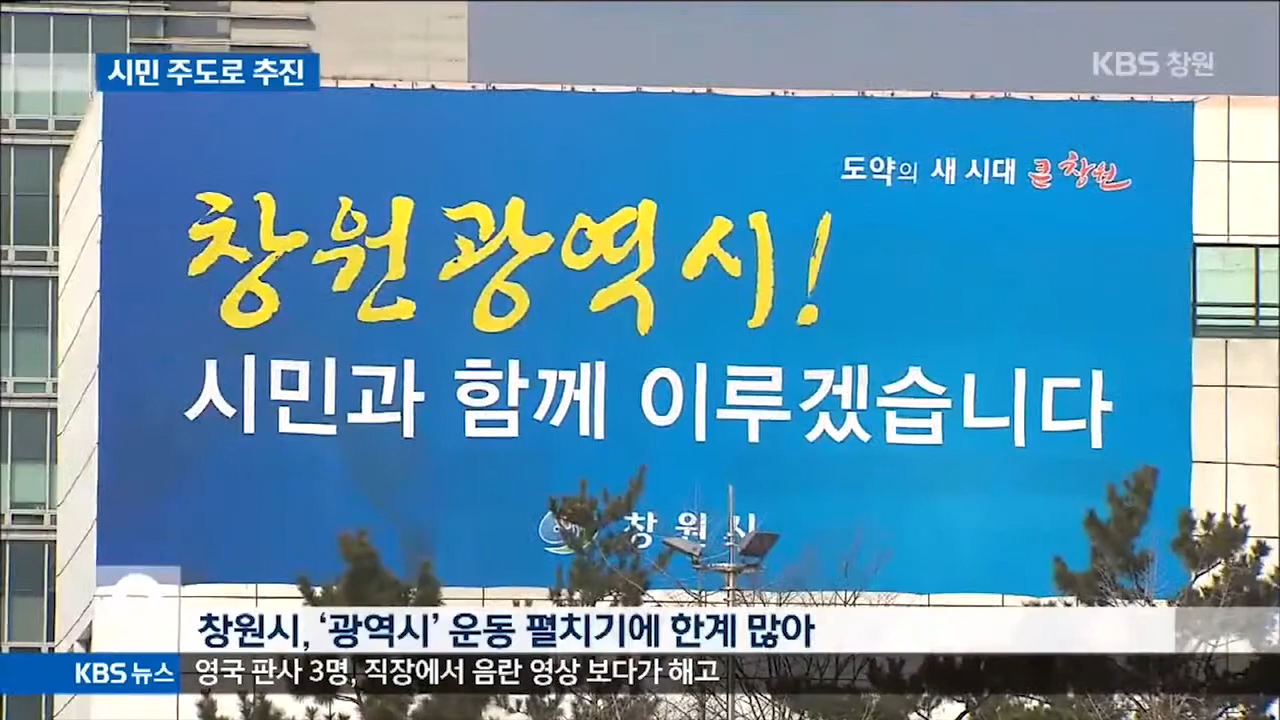 시민 주도로 추진
KBS 창원
도약의 새 시대 큰 창원
창원광역시!
시민과 함께 이루겠습니다
창원시
창원시, ‘광역시’ 운동 펼치기에 한계 많아
KBS 뉴스
영국 판사 3명, 직장에서 음란 영상 보다가 해고